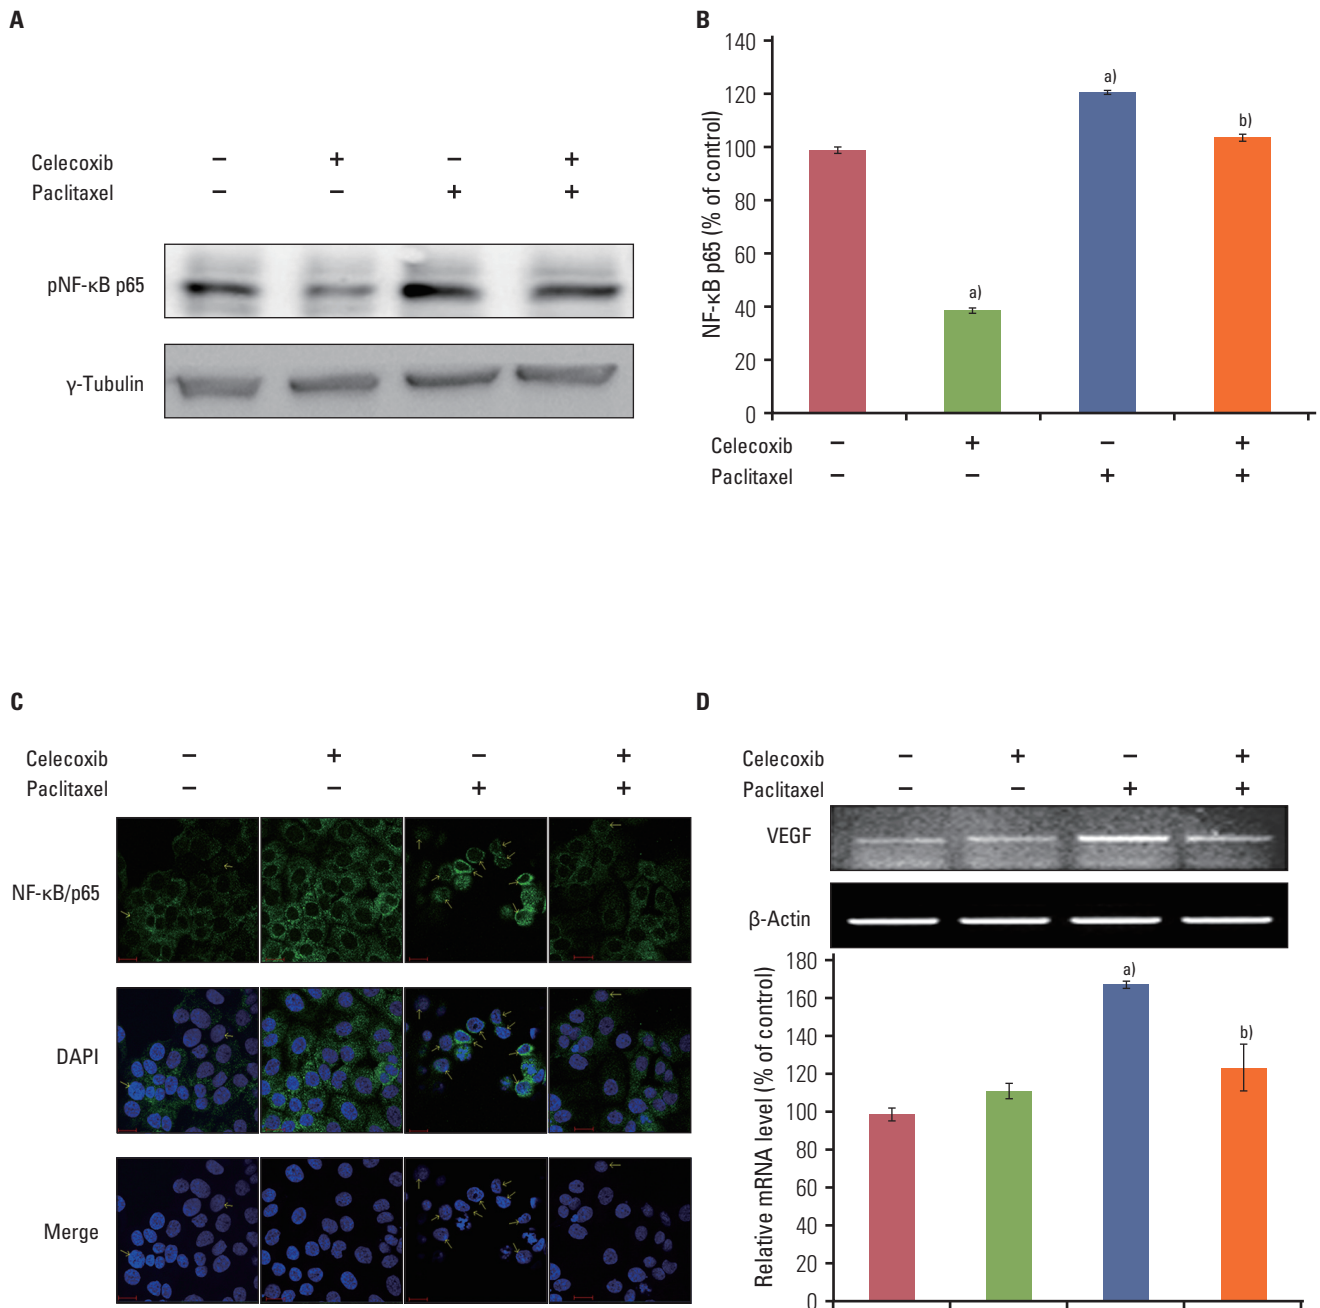 A
Celecoxib − + − +
Paclitaxel − − + +
pNF-κB p65
γ-Tubulin
B
NF-κB p65 (% of control)
140
120
100
80
60
40
20
0
a)
a)
b)
Celecoxib − + − +
Paclitaxel − − + +
C
Celecoxib − + − +
Paclitaxel − − + +
NF-κB/p65
DAPI
Merge
D
Celecoxib − + − +
Paclitaxel − − + +
VEGF
β-Actin
Relative mRNA level (% of control)
180
160
140
120
100
80
60
40
20
0
a)
b)